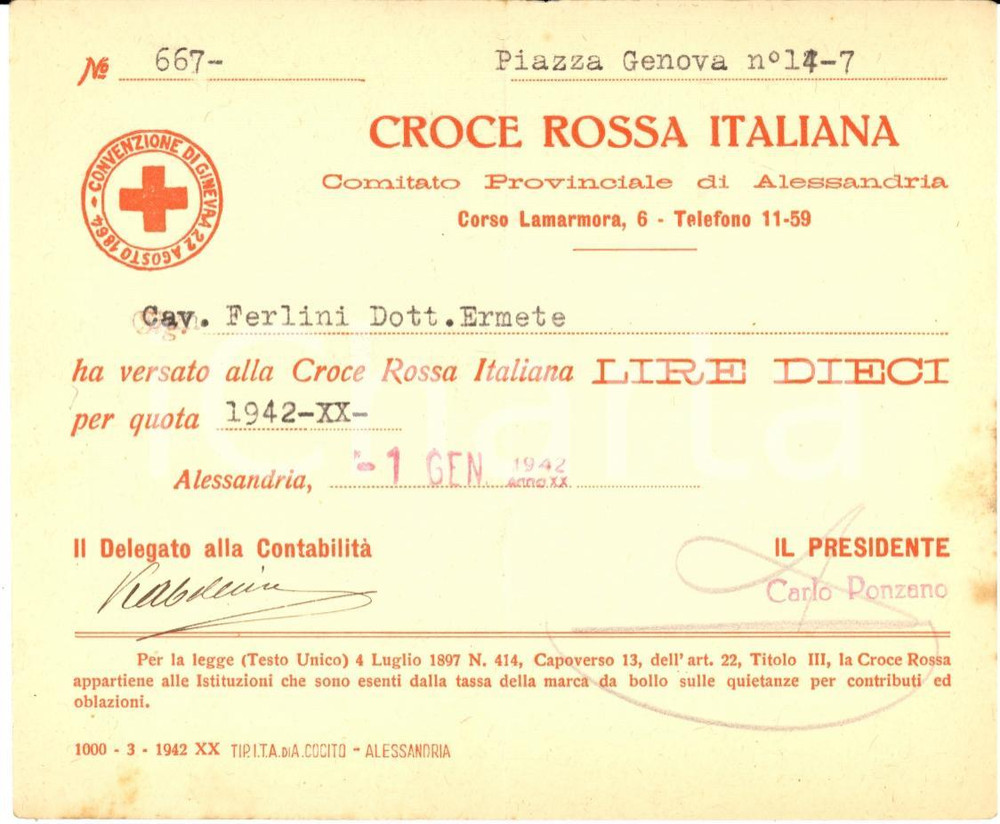 № 667-
Piazza Genova n°14-7
CONVENZIONE DI GINEVRA 22 AGOSTO 1864
CROCE ROSSA ITALIANA
Comitato Provinciale di Alessandria
Corso Lamarmora, 6 - Telefono 11-59
Cav. Ferlini Dott. Ermete
ha versato alla Croce Rossa Italiana LIRE DIECI
per quota 1942-XX-
Alessandria, -1 GEN. 1942 ANNO XX
Il Delegato alla Contabilità
IL PRESIDENTE
Carlo Ponzano
Per la legge (Testo Unico) 4 Luglio 1897 N. 414, Capoverso 13, dell'art. 22, Titolo III, la Croce Rossa
appartiene alle Istituzioni che sono esenti dalla tassa della marca da bollo sulle quietanze per contributi ed
oblazioni.
1000 - 3 - 1942 XX TIP. I.T.A. DI A. COCITO - ALESSANDRIA
iCharta